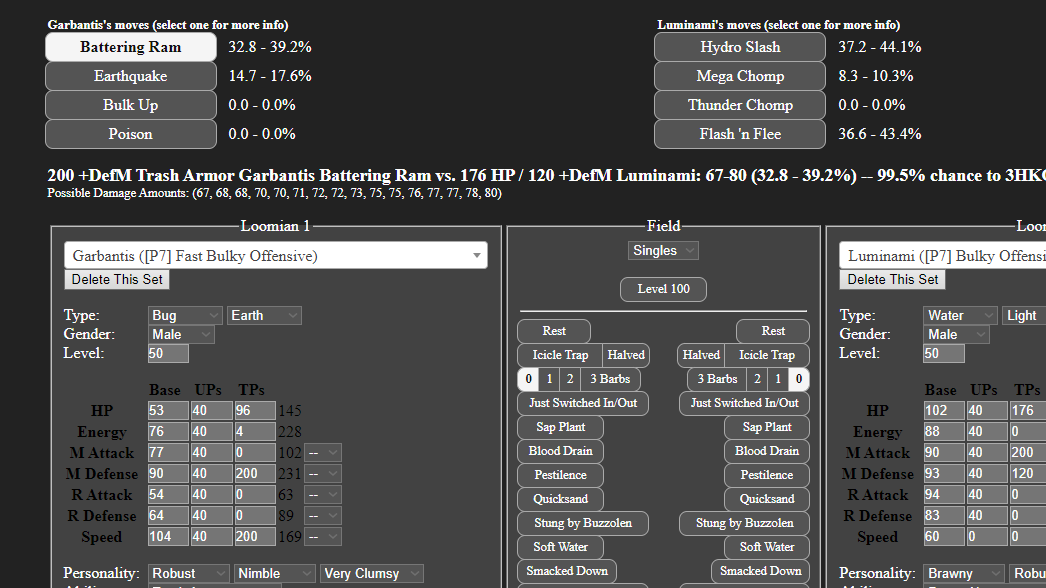 Garbantis's moves (select one for more info) Luminami's moves (select one for more info)
Battering Ram 32.8 - 39.2% Hydro Slash 37.2 - 44.1%
Earthquake 14.7 - 17.6% Mega Chomp 8.3 - 10.3%
Bulk Up 0.0 - 0.0% Thunder Chomp 0.0 - 0.0%
Poison 0.0 - 0.0% Flash 'n Flee 36.6 - 43.4%
200 +DefM Trash Armor Garbantis Battering Ram vs. 176 HP / 120 +DefM Luminami: 67-80 (32.8 - 39.2%) -- 99.5% chance to 3HK
Possible Damage Amounts: (67, 68, 68, 70, 70, 71, 72, 72, 73, 75, 75, 76, 77, 77, 78, 80)
Loomian 1
Garbantis ([P7] Fast Bulky Offensive)
Delete This Set
Type: Bug Earth
Gender: Male
Level: 50
Base UPs TPs
HP 53 40 96 145
Energy 76 40 4 228
M Attack 77 40 0 102 --
M Defense 90 40 200 231 --
R Attack 54 40 0 63 --
R Defense 64 40 0 89 --
Speed 104 40 200 169 --
Personality: Robust Nimble Very Clumsy
Field
Singles
Level 100
Rest Rest
Icicle Trap Halved Halved Icicle Trap
0 1 2 3 Barbs 3 Barbs 2 1 0
Just Switched In/Out Just Switched In/Out
Sap Plant Sap Plant
Blood Drain Blood Drain
Pestilence Pestilence
Quicksand Quicksand
Stung by Buzzolen Stung by Buzzolen
Soft Water Soft Water
Smacked Down Smacked Down
Loo
Luminami ([P7] Bulky Offensi
Delete This Set
Type: Water Light
Gender: Male
Level: 50
Base UPs TPs
HP 102 40 176
Energy 88 40 0
M Attack 90 40 200
M Defense 93 40 120
R Attack 94 40 0
R Defense 83 40 0
Speed 60 40 0
Personality: Brawny Robu